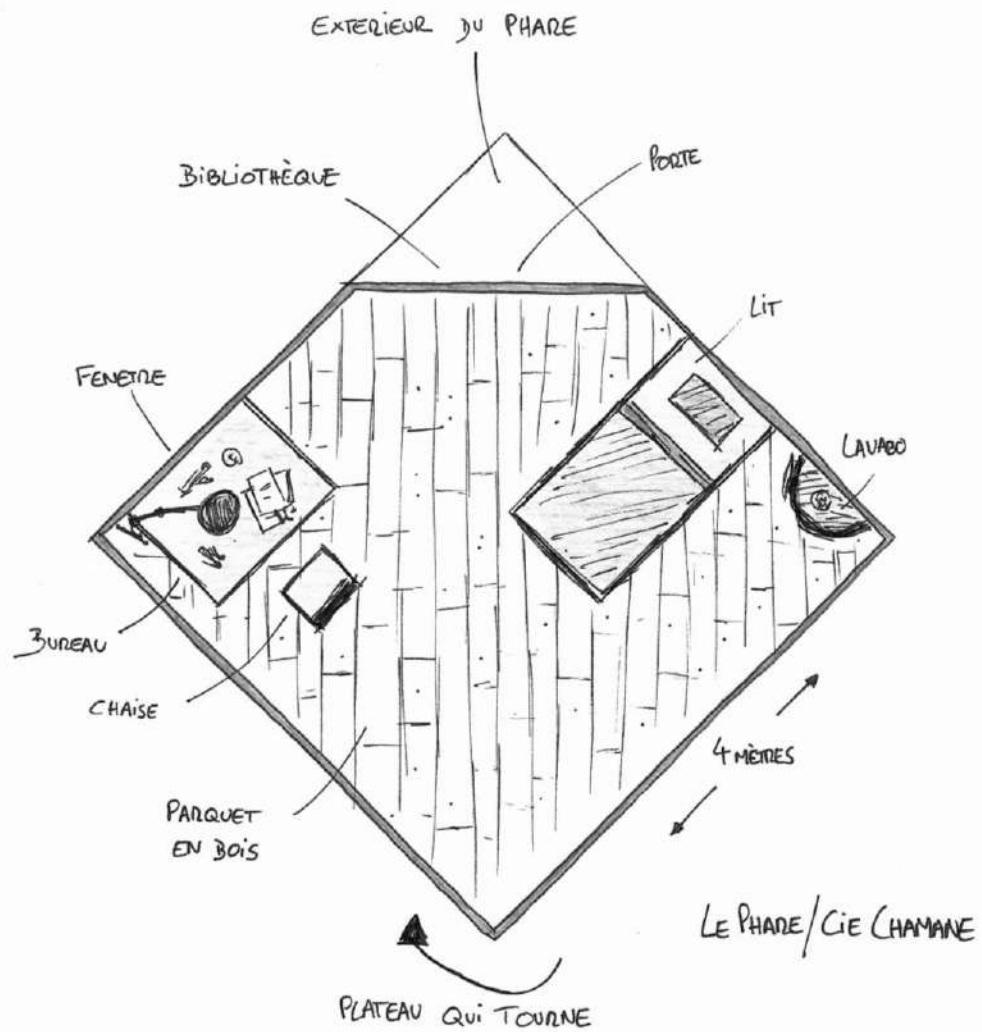 EXTERIEUR DU PHARE
BIBLIOTHÈQUE
PORTE
LIT
FENETRE
LAVABO
BUREAU
CHAISE
4 MÈTRES
PARQUET
EN BOIS
LE PHARE/CIE CHAMANE
PLATEAU QUI TOURNE